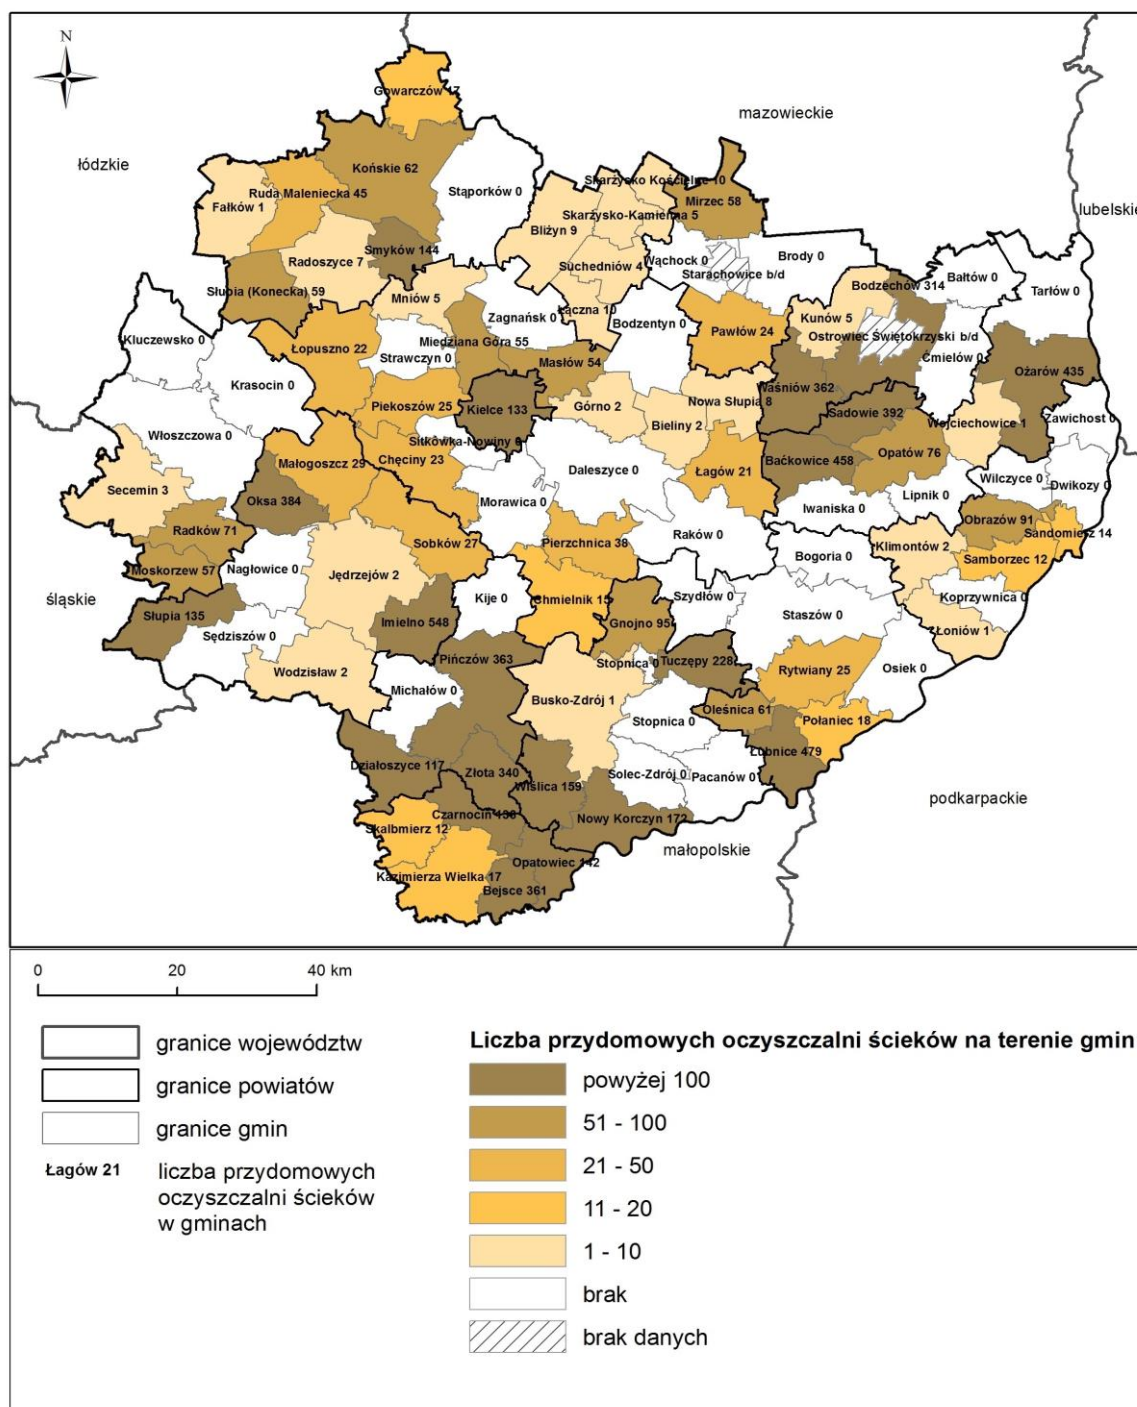 N
mazowieckie
łódzkie
lubelskie
Gowarczów 17
Końskie 62
Stąporków 0
Ruda Maleniecka 45
Fałków 1
Skarżysko Kościelne 10
Mirzec 58
Skarżysko-Kamienna 5
Bliżyn 9
Smyków 144
Radoszyce 7
Suchedniów 4
Wąchock 0
Brody 0
Starachowice b/d
Bałtów 0
Bodzechów 314
Tarłów 0
Słupia (Konecka) 59
Mniów 5
Zagnańsk 0
Łączna 10
Bodzentyn 0
Pawłów 24
Kunów 5
Ostrowiec Świętokrzyski b/d
Kluczewsko 0
Łopuszno 22
Miedziana Góra 55
Strawczyn 0
Masłów 54
Ćmielów 0
Ożarów 435
Krasocin 0
Piekoszów 25
Kielce 133
Górno 2
Nowa Słupia 8
Waśniów 362
Sadowie 392
Zawichost 0
Włoszczowa 0
Sitkówka-Nowiny
Bieliny 2
Wojciechowice 1
Małogoszcz 29
Chęciny 23
Daleszyce 0
Łagów 21
Baćkowice 458
Opatów 76
Secemin 3
Oksa 384
Morawica 0
Lipnik 0
Wilczyce 0
Dwikozy 0
Iwaniska 0
Radków 71
Sobków 27
Pierzchnica 38
Raków 0
Obrazów 91
Sandomierz 14
Klimontów 2
Samborzec 12
Moskorzew 57
Nagłowice 0
Jędrzejów 2
Bogoria 0
śląskie
Słupia 135
Imielno 548
Kije 0
Chmielnik 15
Szydłów 0
Koprzywnica 0
Sędziszów 0
Gnojno 95
Staszów 0
Łoniów 1
Wodzisław 2
Pińczów 363
Stopnica 0
Tuczępy 228
Rytwiany 25
Osiek 0
Michałów 0
Busko-Zdrój 1
Oleśnica 61
Stopnica 0
Połaniec 18
Łubnice 479
Działoszyce 117
Złota 340
Wiślica 159
Solec-Zdrój 0
Pacanów 0
podkarpackie
Czarnocin
Nowy Korczyn 172
Skalbmierz 12
małopolskie
Opatowiec 142
Kazimierza Wielka 17
Bejsce 361
0 20 40 km
granice województw
granice powiatów
granice gmin
Łagów 21
liczba przydomowych
oczyszczalni ścieków
w gminach
Liczba przydomowych oczyszczalni ścieków na terenie gmin
powyżej 100
51 - 100
21 - 50
11 - 20
1 - 10
brak
brak danych